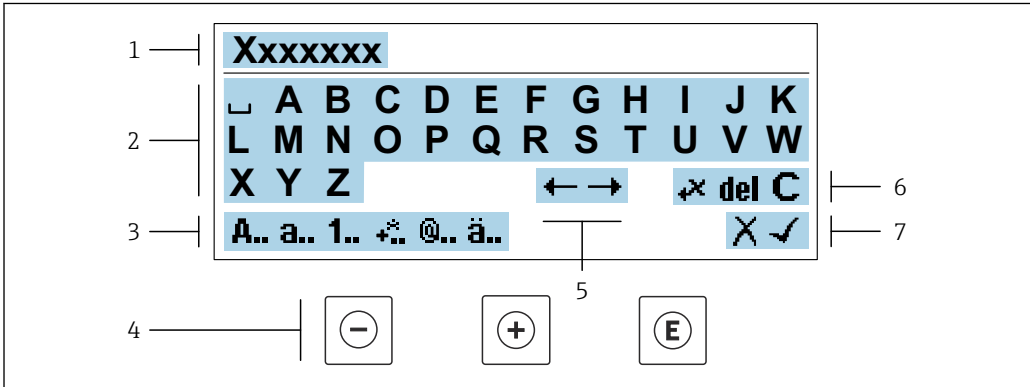 1 Xxxxxxx
2 ␣ A B C D E F G H I J K
L M N O P Q R S T U V W
X Y Z ← → del C 6
3 A.. a.. 1.. +*.. @.. ä.. X ✓ 7
5
4 − + E